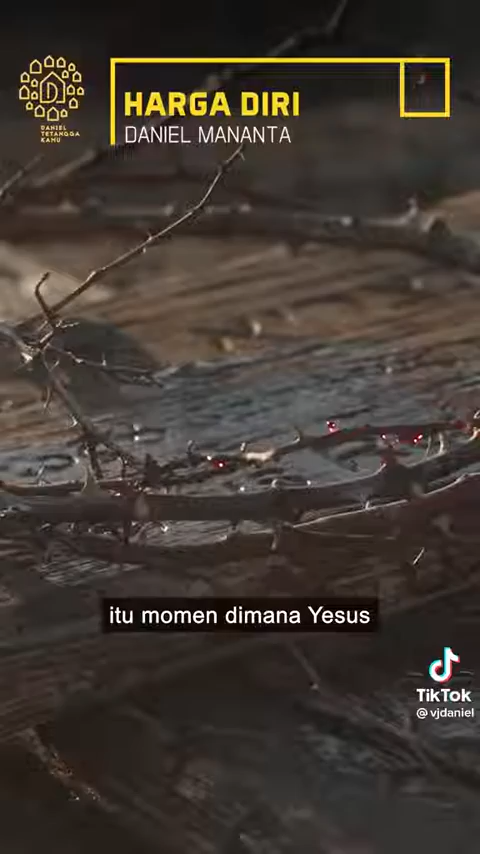 HARGA DIRI
DANIEL MANANTA
DANIEL
TETANGGA
KAMU
itu momen dimana Yesus
TikTok
@vjdaniel